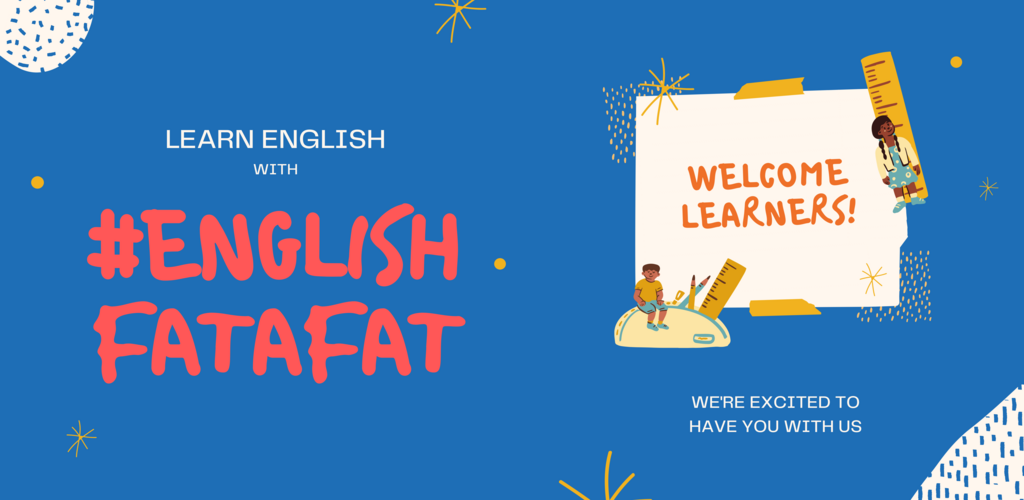 LEARN ENGLISH
WITH
#ENGLISH
FATAFAT
WELCOME
LEARNERS!
WE'RE EXCITED TO
HAVE YOU WITH US